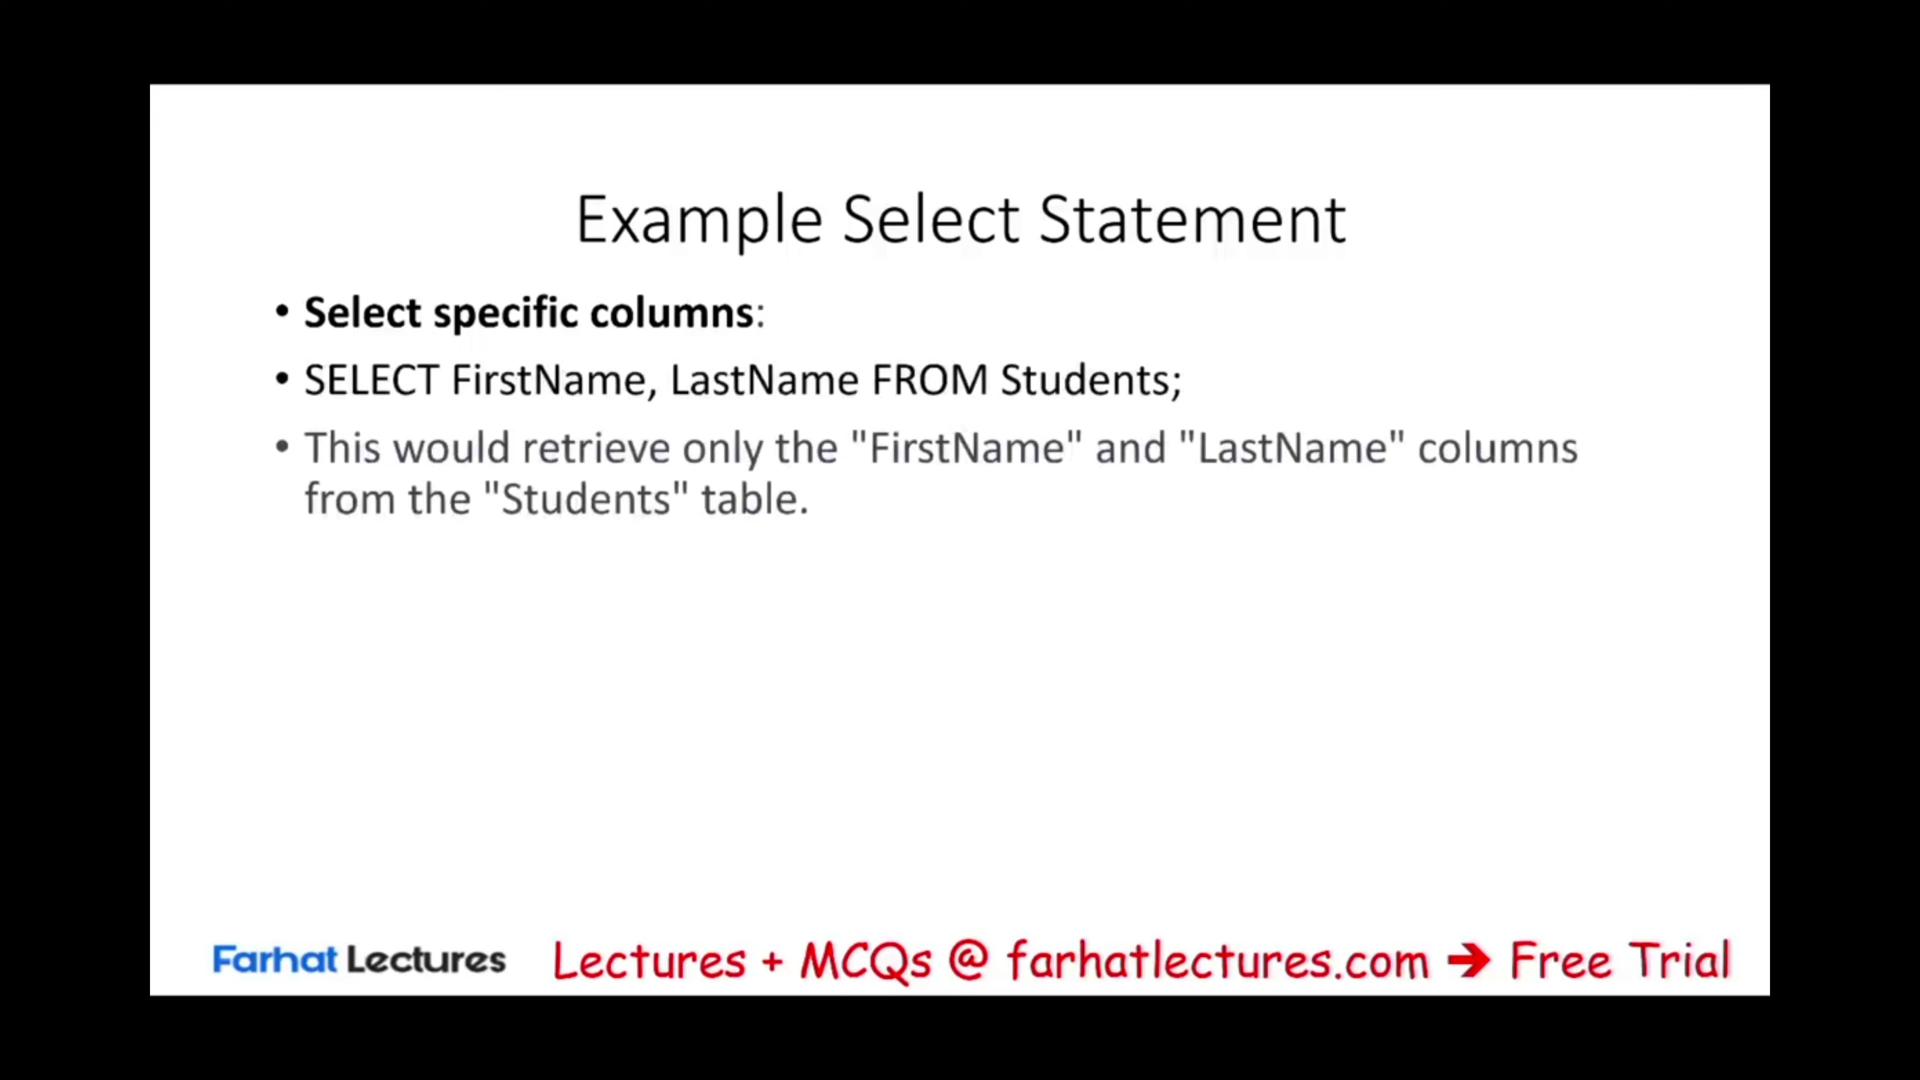 Example Select Statement
• Select specific columns:
• SELECT FirstName, LastName FROM Students;
• This would retrieve only the "FirstName" and "LastName" columns
from the "Students" table.
Farhat Lectures Lectures + MCQs @ farhatlectures.com ➔ Free Trial